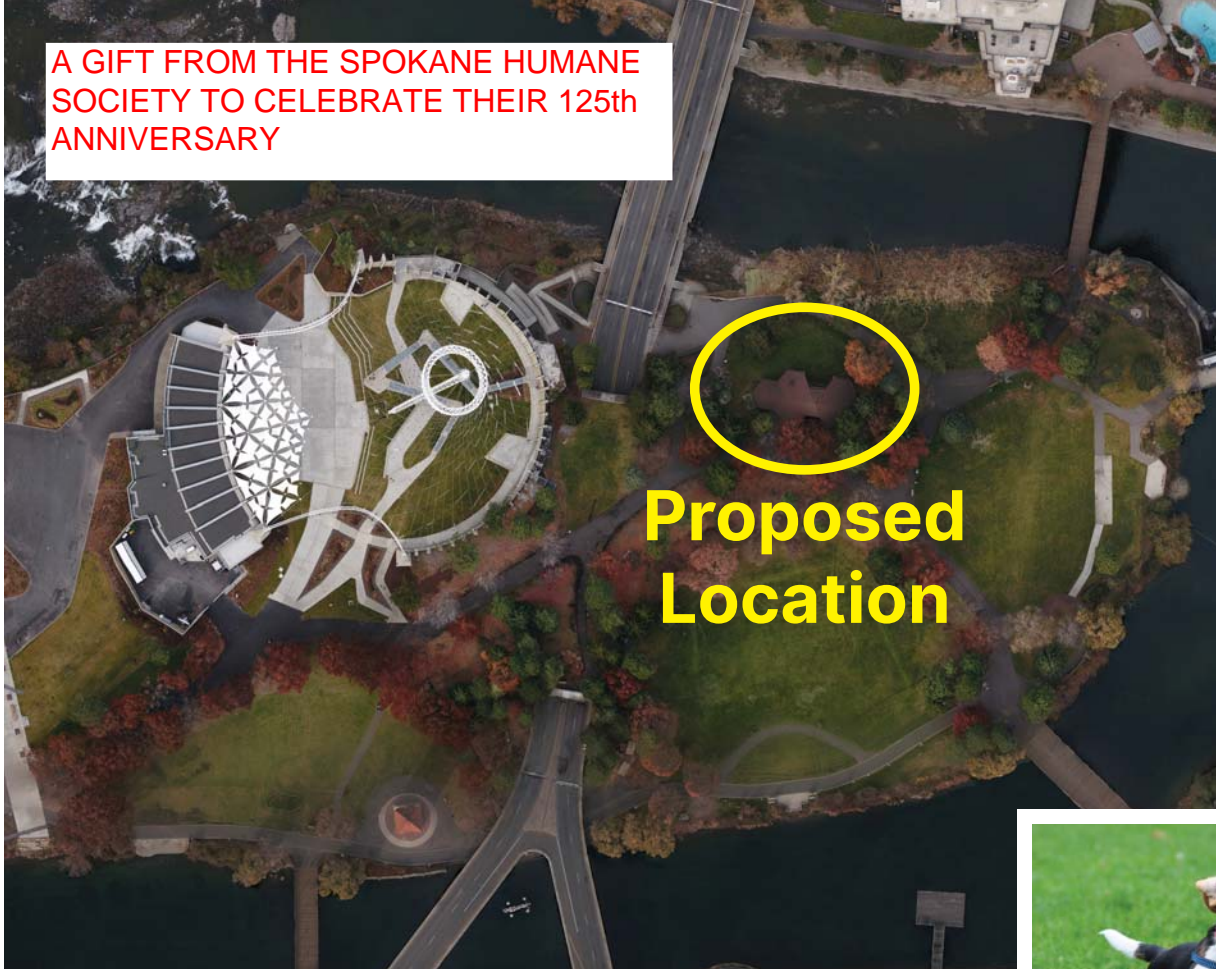 A GIFT FROM THE SPOKANE HUMANE
SOCIETY TO CELEBRATE THEIR 125th
ANNIVERSARY
Proposed
Location